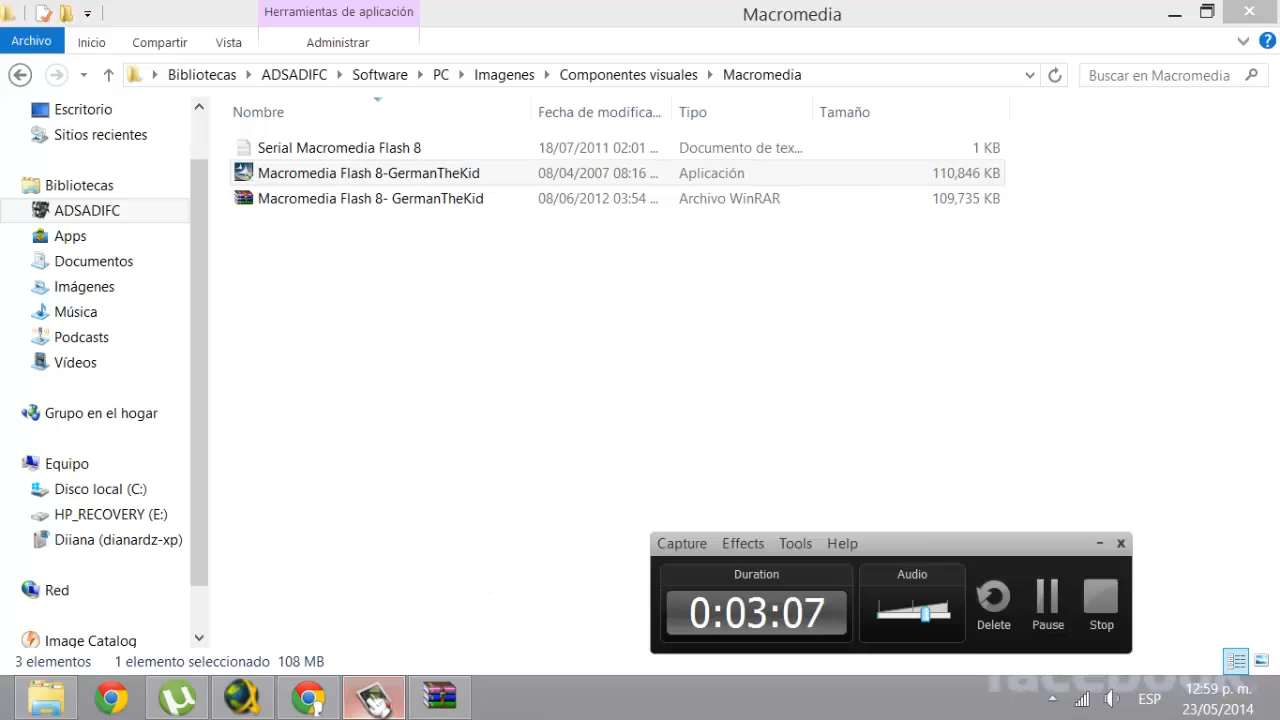 Herramientas de aplicación
Macromedia
Archivo
Inicio
Compartir
Vista
Administrar
Bibliotecas
ADSADIFC
Software
PC
Imagenes
Componentes visuales
Macromedia
Buscar en Macromedia
Nombre
Fecha de modifica...
Tipo
Tamaño
Serial Macromedia Flash 8
18/07/2011 02:01 ...
Documento de tex...
1 KB
Macromedia Flash 8-GermanTheKid
08/04/2007 08:16 ...
Aplicación
110,846 KB
Macromedia Flash 8- GermanTheKid
08/06/2012 03:54 ...
Archivo WinRAR
109,735 KB
Escritorio
Sitios recientes
Bibliotecas
ADSADIFC
Apps
Documentos
Imágenes
Música
Podcasts
Vídeos
Grupo en el hogar
Equipo
Disco local (C:)
HP_RECOVERY (E:)
Diiana (dianardz-xp)
Red
Image Catalog
Capture
Effects
Tools
Help
Duration
0:03:07
Audio
Delete
Pause
Stop
3 elementos
1 elemento seleccionado 108 MB
facebook
ESP
12:59 p. m.
23/05/2014